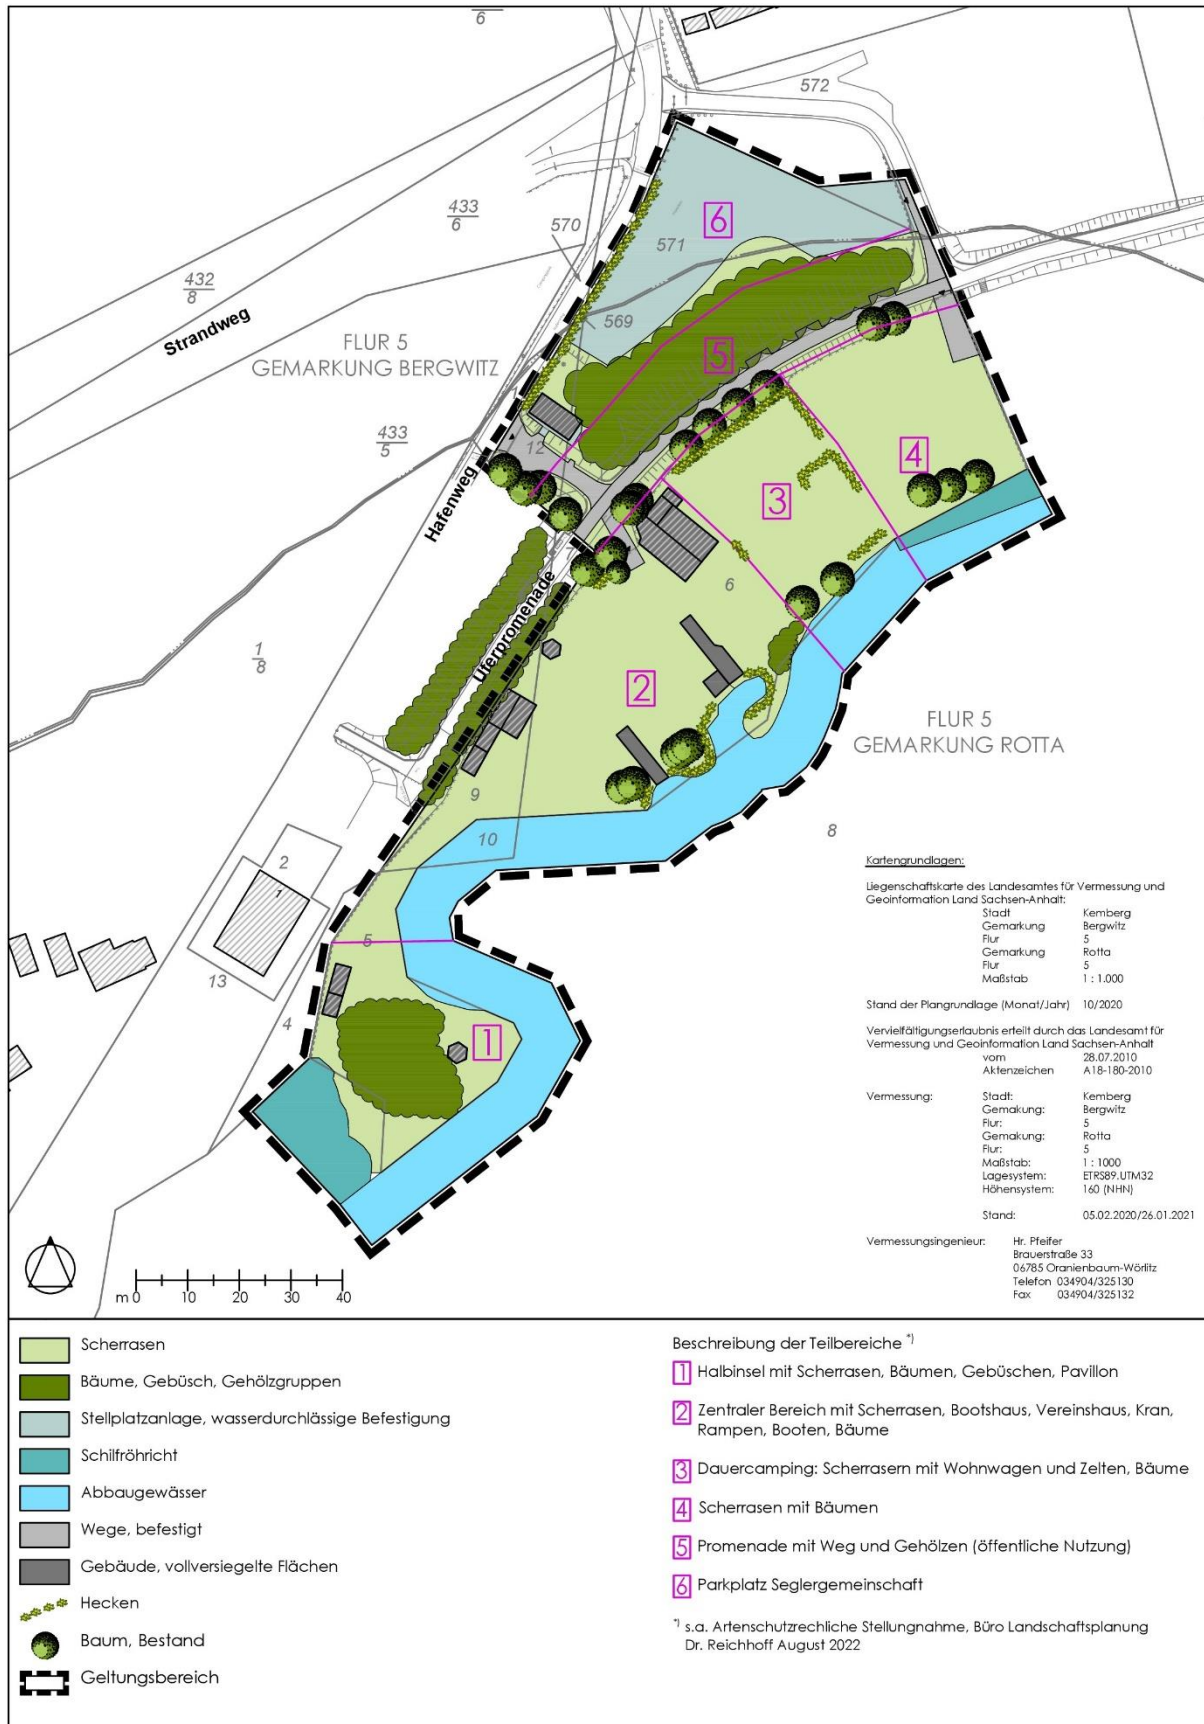 6
572
433
6
570
571
6
432
8
Strandweg
569
FLUR 5
GEMARKUNG BERGWITZ
5
433
5
12
4
Hafenweg
3
7
6
Uferpromenade
1
8
2
FLUR 5
GEMARKUNG ROTTA
9
10
8
2
1
5
13
4
1
Kartengrundlagen:
Liegenschaftskarte des Landesamtes für Vermessung und
Geoinformation Land Sachsen-Anhalt:
Stadt Kemberg
Gemarkung Bergwitz
Flur 5
Gemarkung Rotta
Flur 5
Maßstab 1 : 1.000
Stand der Plangrundlage (Monat/Jahr) 10/2020
Vervielfältigungserlaubnis erteilt durch das Landesamt für
Vermessung und Geoinformation Land Sachsen-Anhalt
vom 28.07.2010
Aktenzeichen A18-180-2010
Vermessung: Stadt: Kemberg
Gemakung: Bergwitz
Flur: 5
Gemakung: Rotta
Flur: 5
Maßstab: 1 : 1000
Lagesystem: ETRS89.UTM32
Höhensystem: 160 (NHN)
Stand: 05.02.2020/26.01.2021
Vermessungsingenieur: Hr. Pfeifer
Brauerstraße 33
06785 Oranienbaum-Wörlitz
Telefon 034904/325130
Fax 034904/325132
m 0 10 20 30 40
Scherrasen
Bäume, Gebüsch, Gehölzgruppen
Stellplatzanlage, wasserdurchlässige Befestigung
Schilfröhricht
Abbaugewässer
Wege, befestigt
Gebäude, vollversiegelte Flächen
Hecken
Baum, Bestand
Geltungsbereich
Beschreibung der Teilbereiche *)
1 Halbinsel mit Scherrasen, Bäumen, Gebüschen, Pavillon
2 Zentraler Bereich mit Scherrasen, Bootshaus, Vereinshaus, Kran,
Rampen, Booten, Bäume
3 Dauercamping: Scherrasern mit Wohnwagen und Zelten, Bäume
4 Scherrasen mit Bäumen
5 Promenade mit Weg und Gehölzen (öffentliche Nutzung)
6 Parkplatz Seglergemeinschaft
*) s.a. Artenschutzrechliche Stellungnahme, Büro Landschaftsplanung
Dr. Reichhoff August 2022